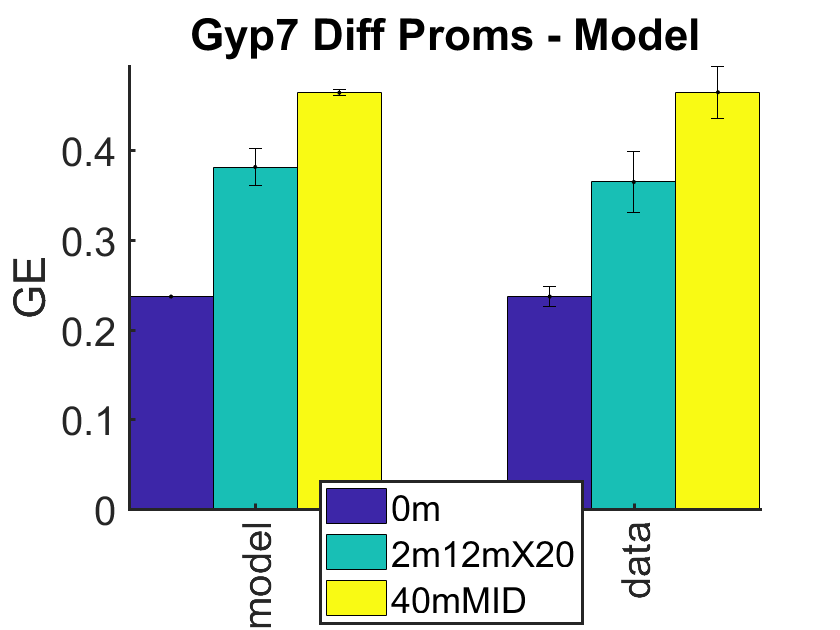 Gyp7 Diff Proms - Model
GE
0.4
0.3
0.2
0.1
0
model
data
0m
2m12mX20
40mMID